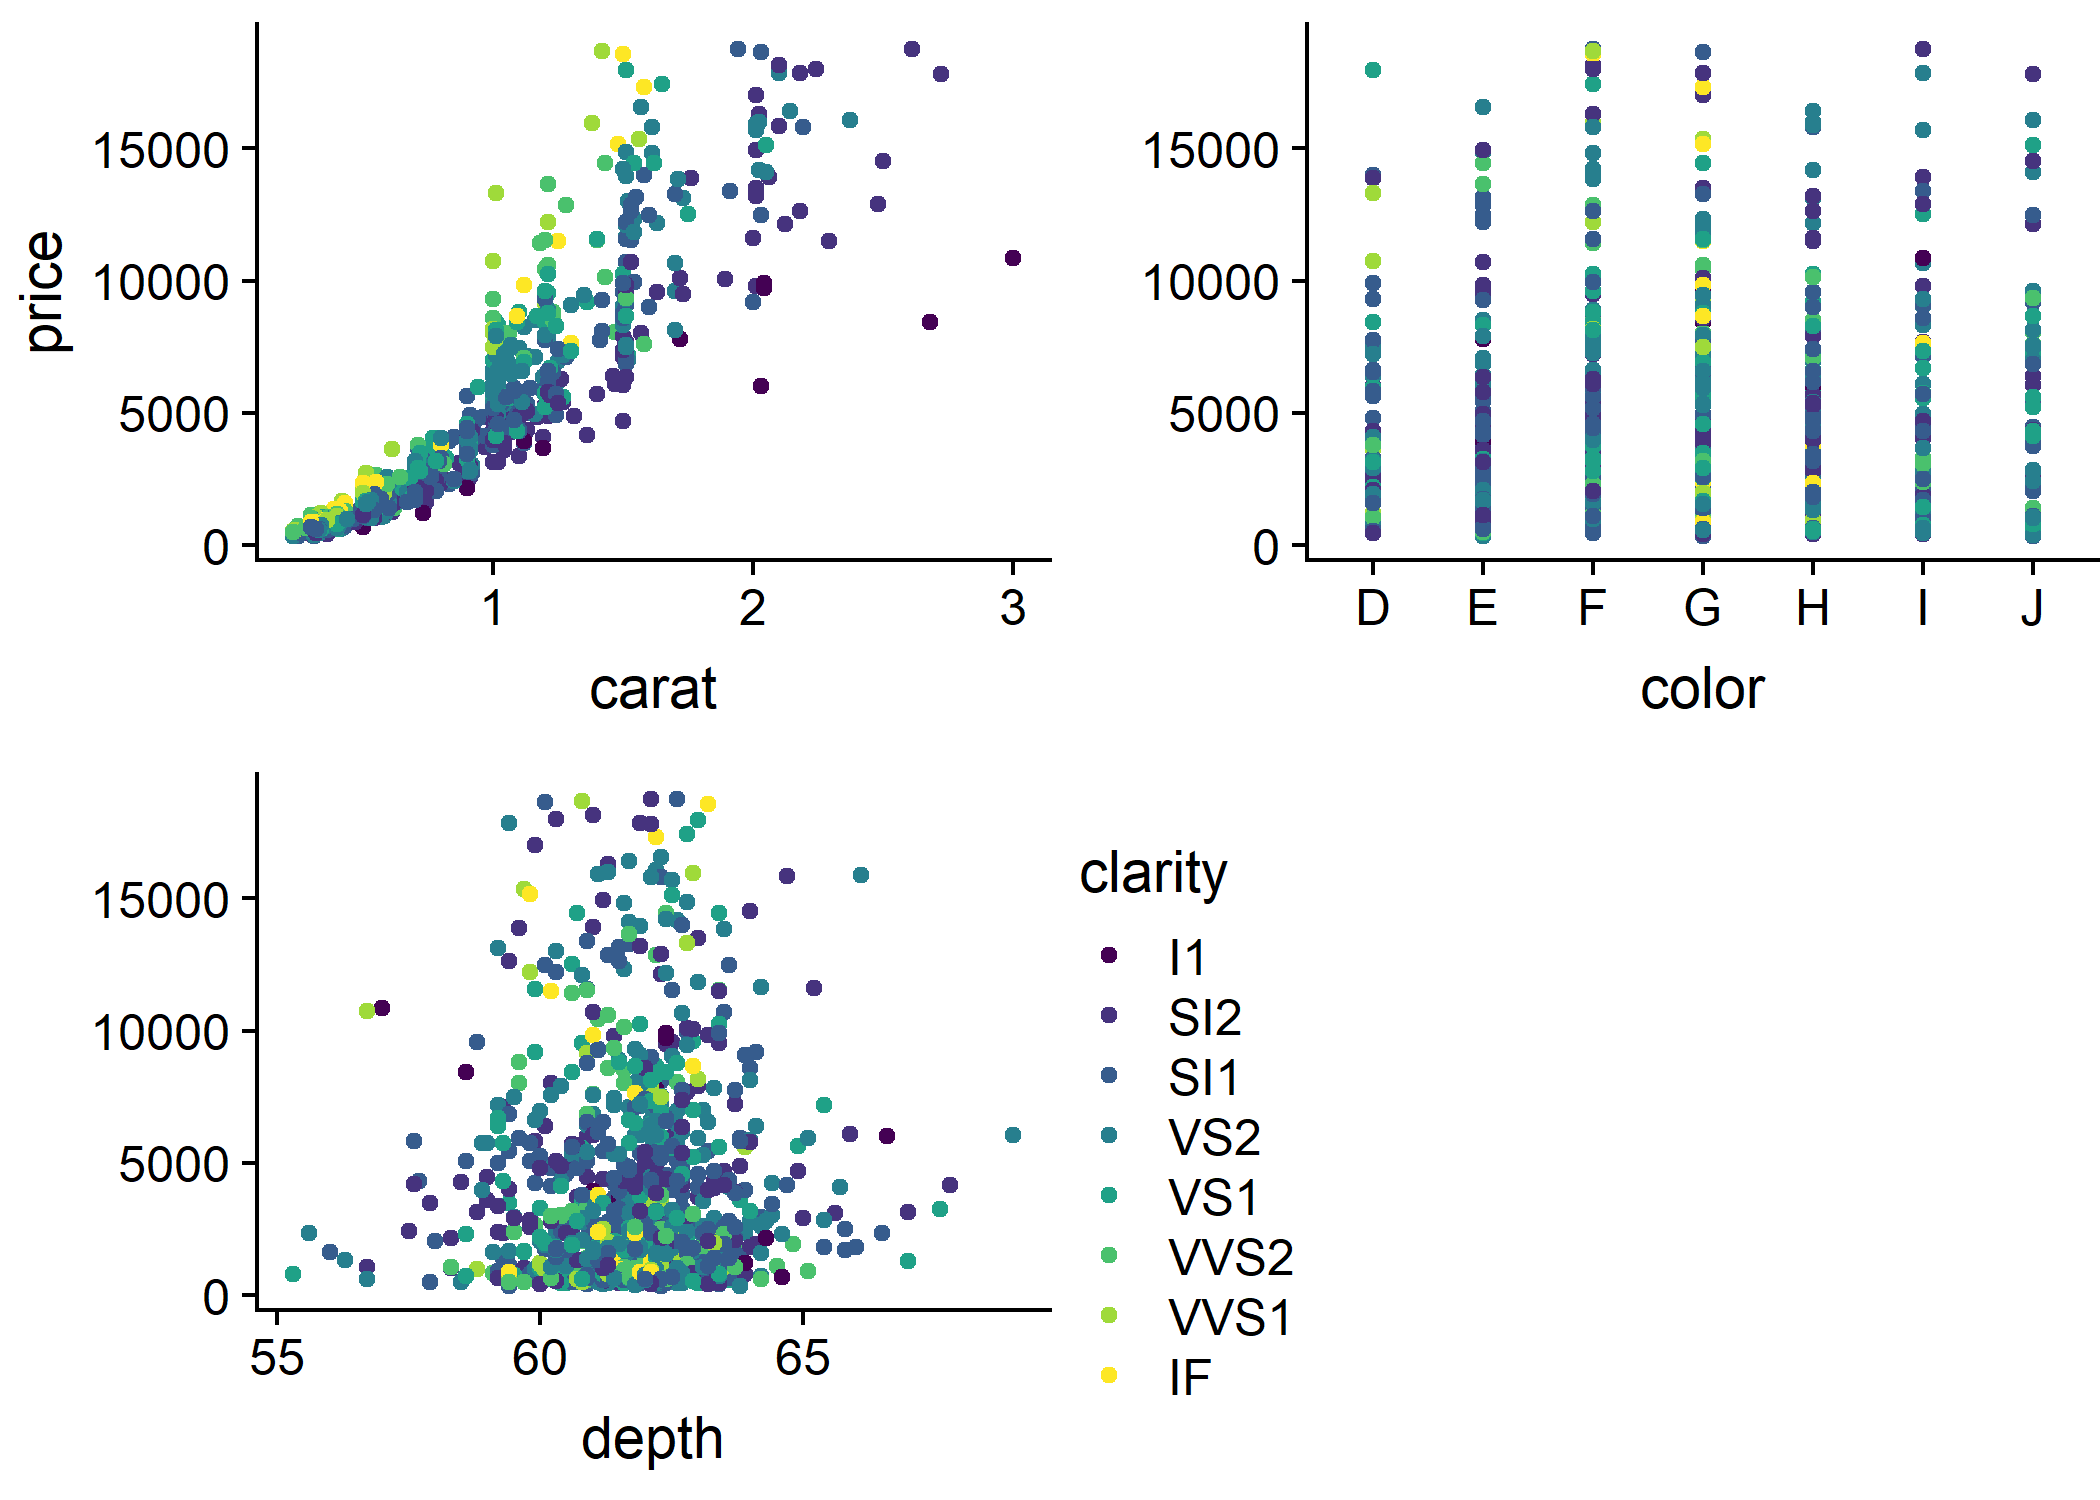 price
15000
10000
5000
0
1 2 3
carat
15000
10000
5000
0
D E F G H I J
color
15000
10000
5000
0
55 60 65
depth
clarity
I1
SI2
SI1
VS2
VS1
VVS2
VVS1
IF